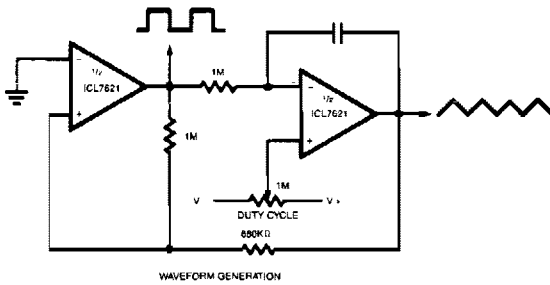 1M
1/2
ICL7621
1/2
ICL7621
1M
1M
V
V+
DUTY CYCLE
680KΩ
WAVEFORM GENERATION